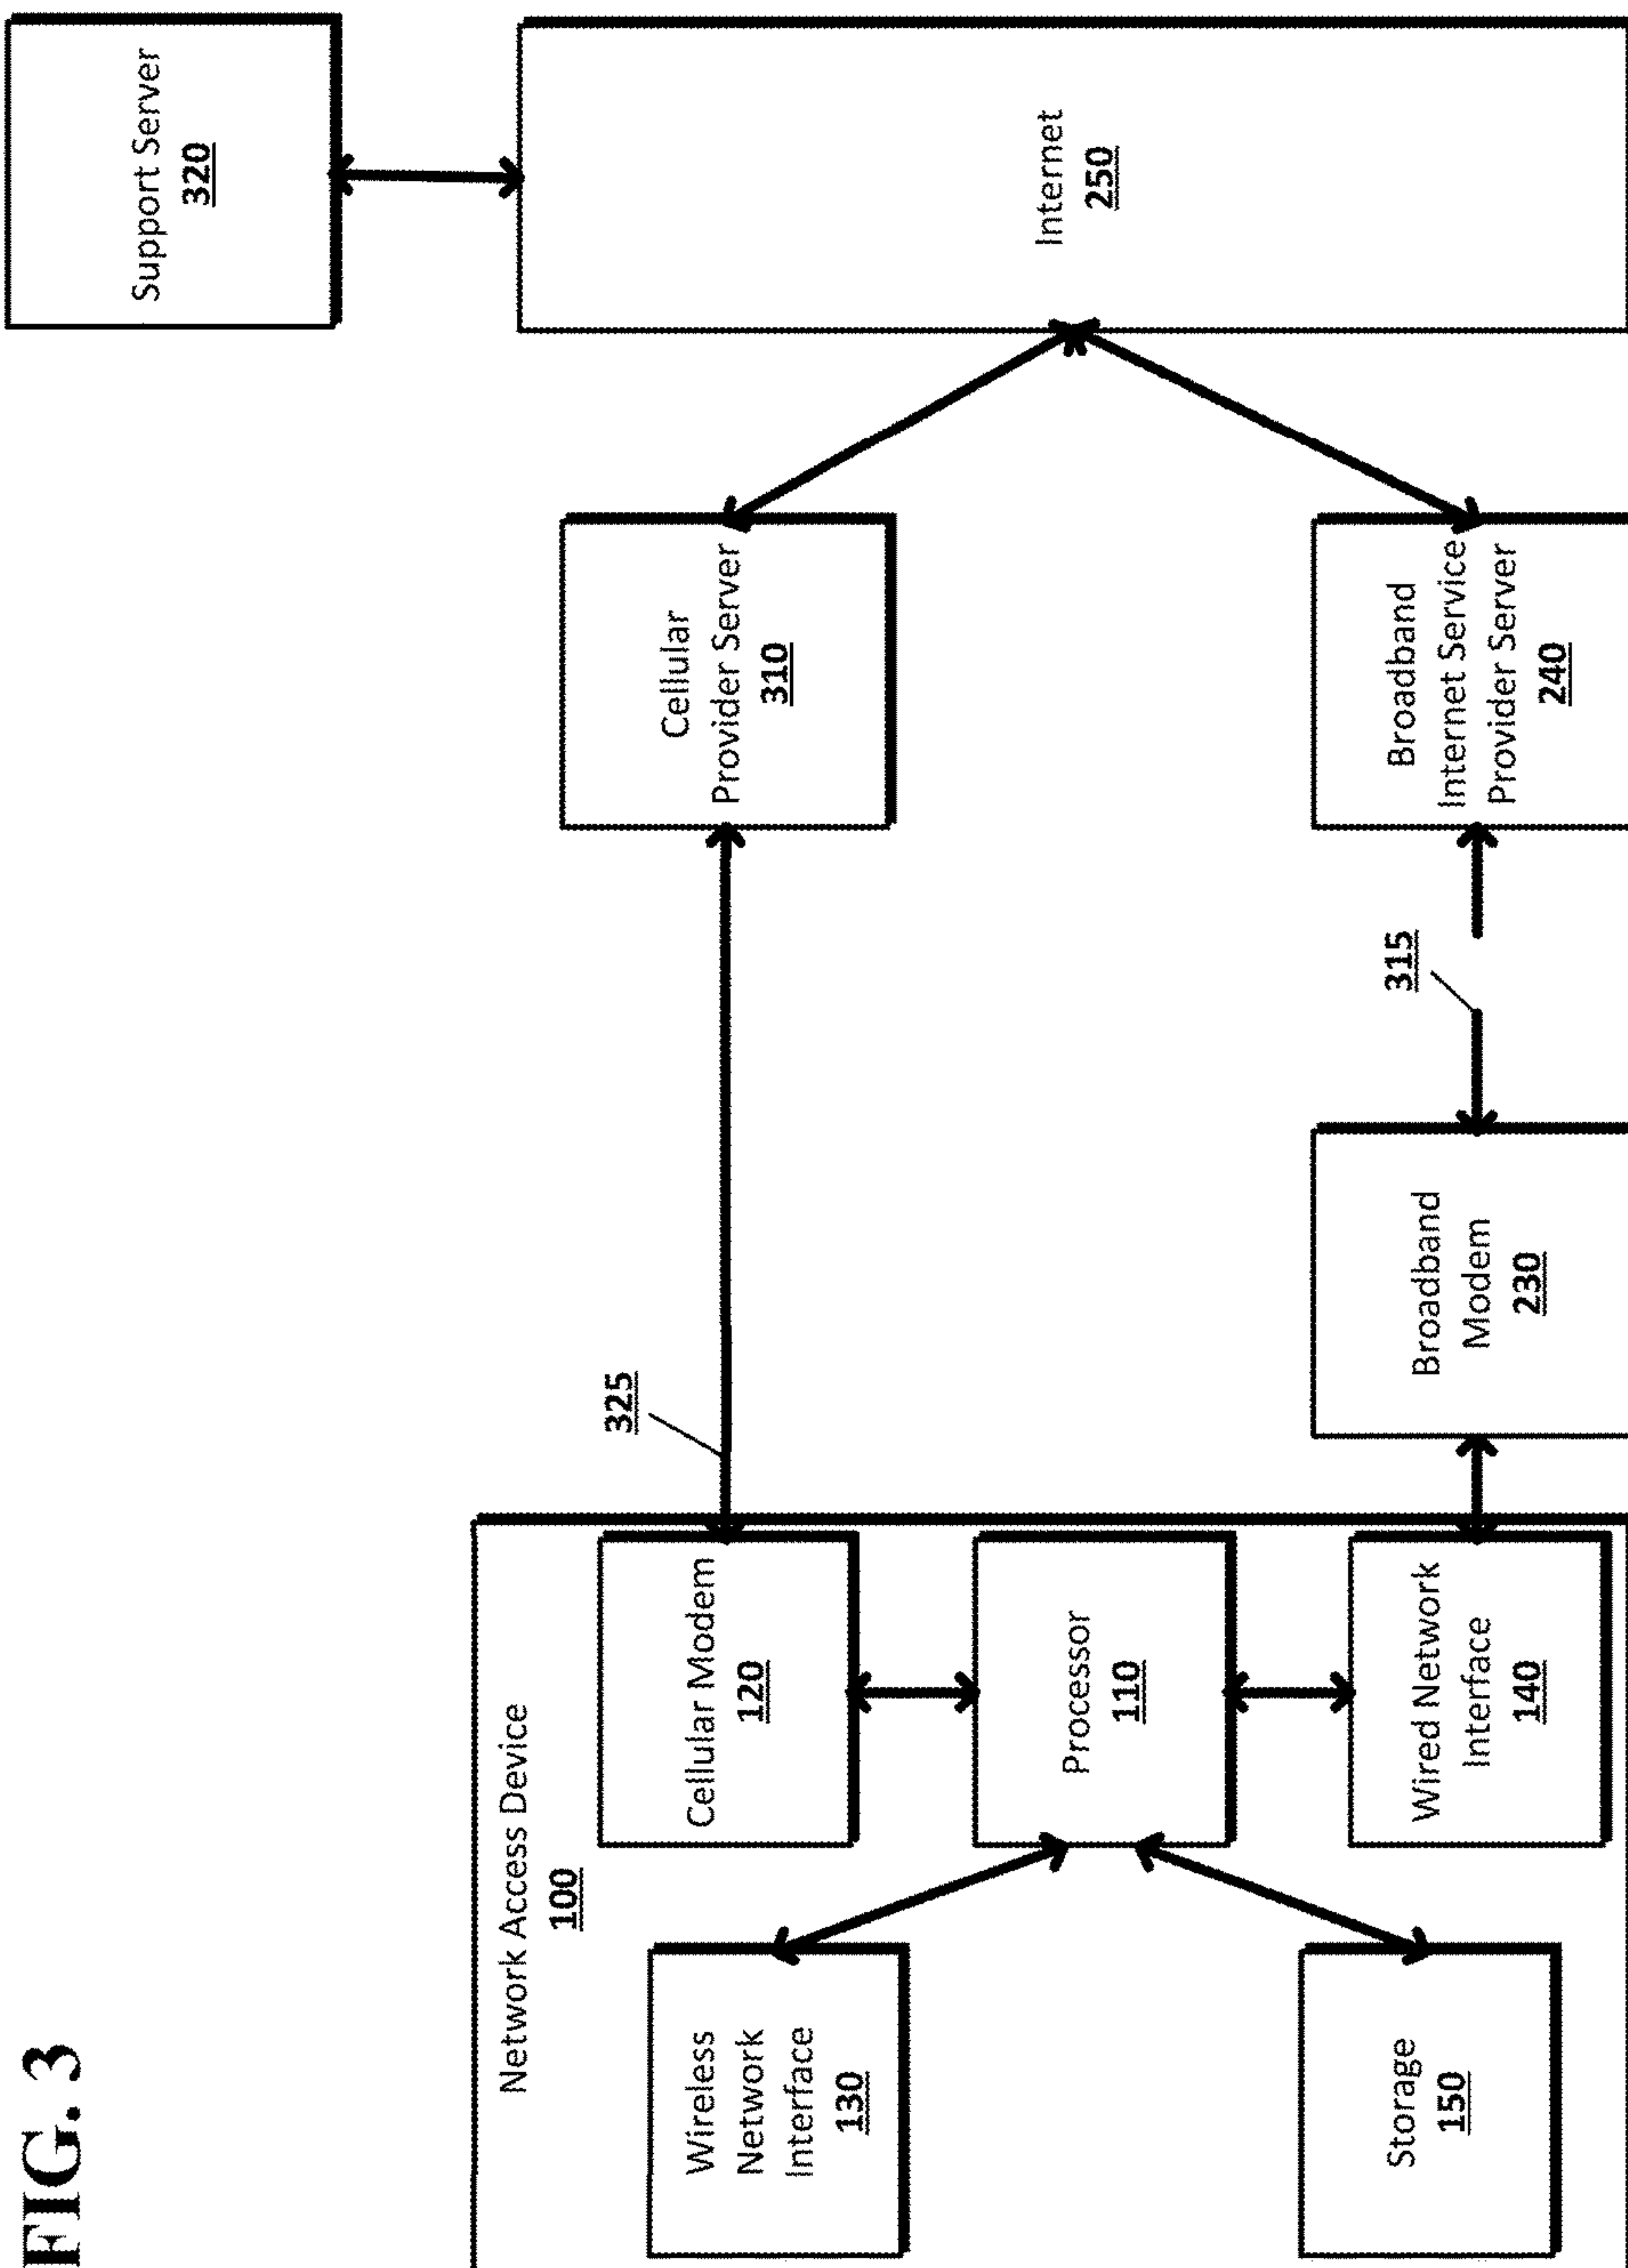 FIG. 3
Network Access Device
100
Wireless
Network
Interface
130
Storage
150
Cellular Modem
120
Processor
110
Wired Network
Interface
140
325
Broadband
Modem
230
315
Cellular
Provider Server
310
Broadband
Internet Service
Provider Server
240
Support Server
320
Internet
250